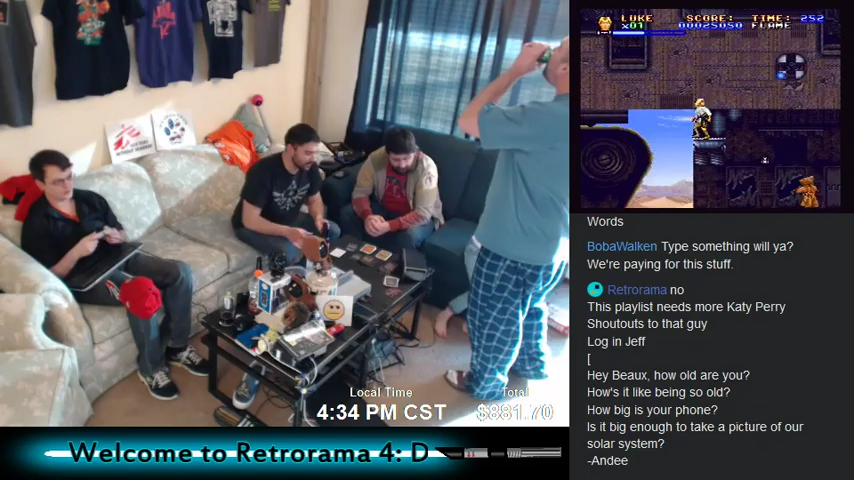 LUKE SCORE: TIME: 252
x01 00025050 FLAME
Words
BobaWalken Type something will ya?
We're paying for this stuff.
Retrorama no
This playlist needs more Katy Perry
Shoutouts to that guy
Log in Jeff
[
Hey Beaux, how old are you?
How's it like being so old?
How big is your phone?
Is it big enough to take a picture of our
solar system?
-Andee
Local Time
4:34 PM CST
Total
$881.70
Welcome to Retrorama 4: D